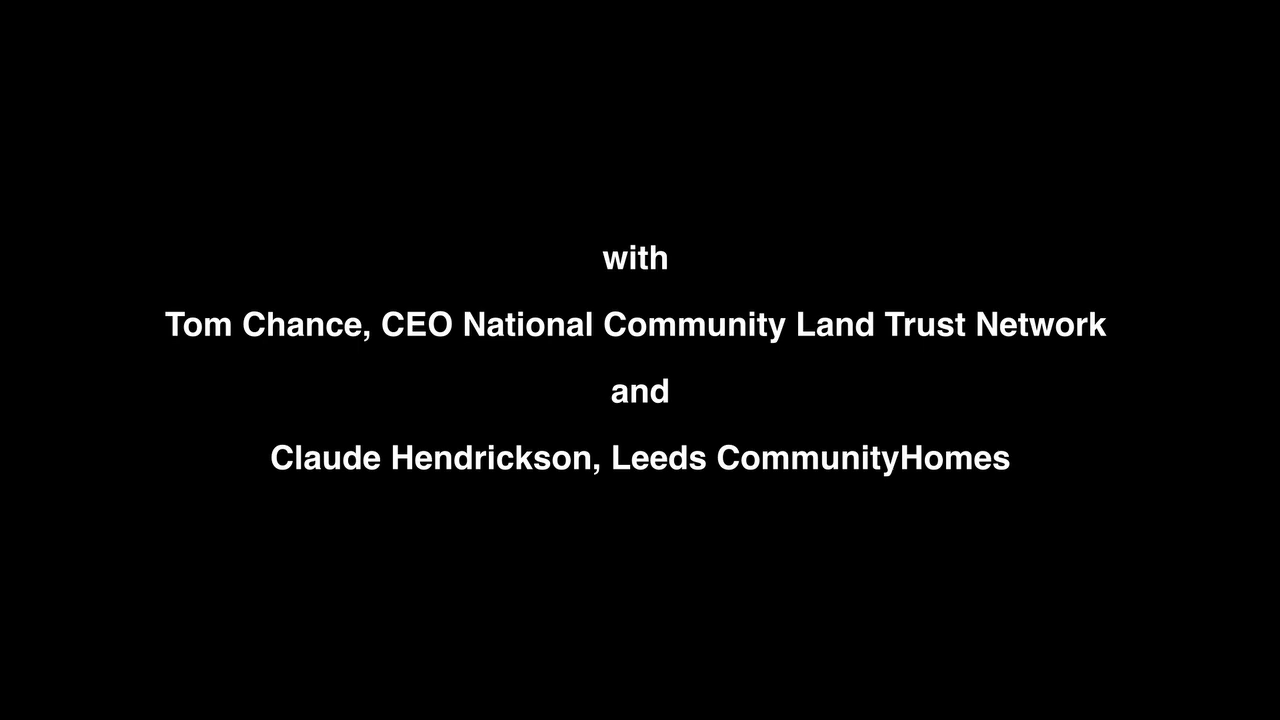 with
Tom Chance, CEO National Community Land Trust Network
and
Claude Hendrickson, Leeds CommunityHomes